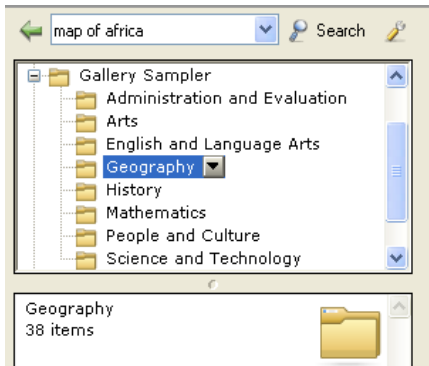 map of africa Search
Gallery Sampler
Administration and Evaluation
Arts
English and Language Arts
Geography
History
Mathematics
People and Culture
Science and Technology
Geography
38 items